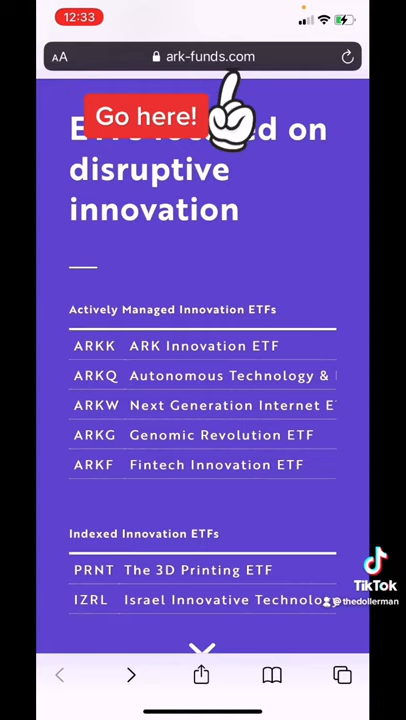 12:33
AA
ark-funds.com
Go here!
on
disruptive
innovation
Actively Managed Innovation ETFs
ARKK ARK Innovation ETF
ARKQ Autonomous Technology &
ARKW Next Generation Internet E
ARKG Genomic Revolution ETF
ARKF Fintech Innovation ETF
Indexed Innovation ETFs
PRNT The 3D Printing ETF
IZRL Israel Innovative Technolo
TikTok
@thedollerman